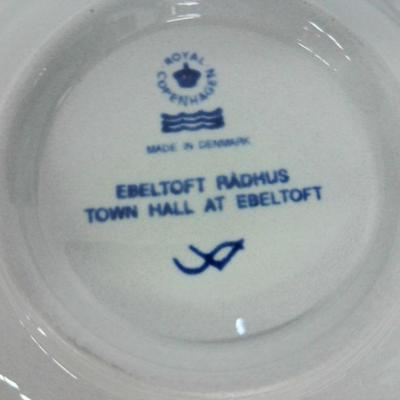 ROYAL
COPENHAGEN
MADE IN DENMARK
EBELTOFT RÅDHUS
TOWN HALL AT EBELTOFT